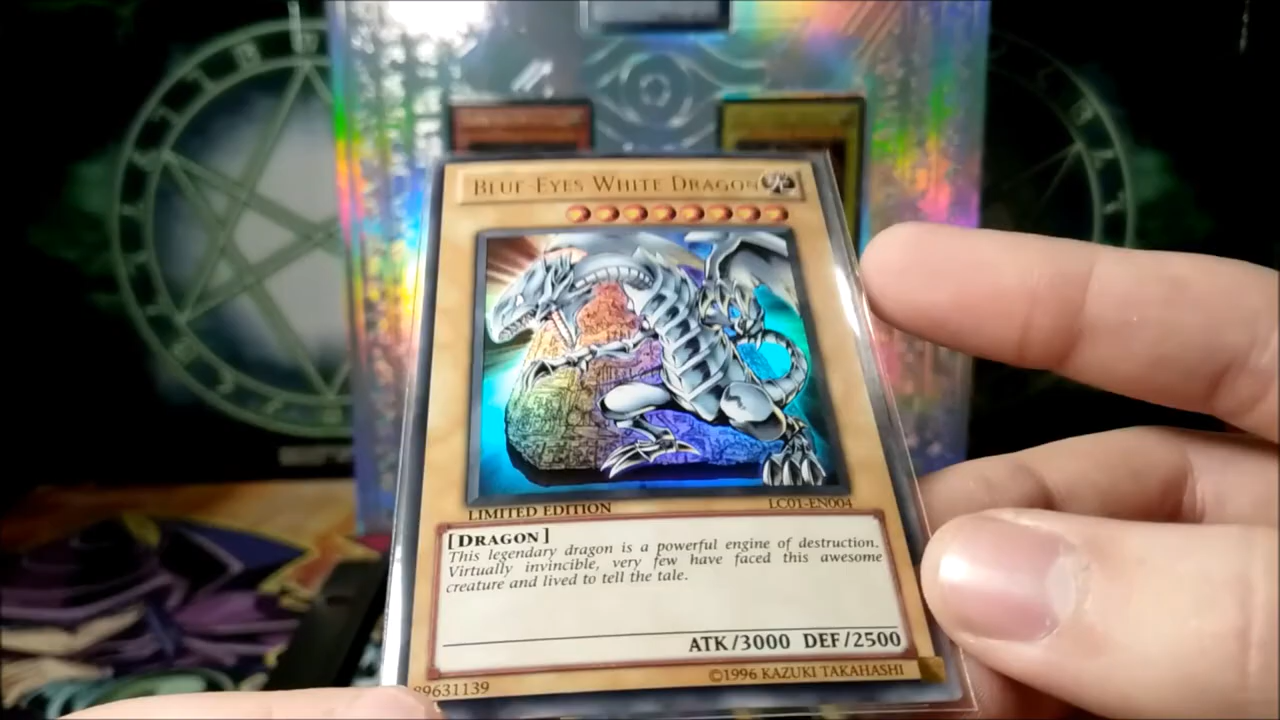 BLUE-EYES WHITE DRAGON
LIMITED EDITION
LC01-EN004
[DRAGON]
This legendary dragon is a powerful engine of destruction.
Virtually invincible, very few have faced this awesome
creature and lived to tell the tale.
ATK/3000 DEF/2500
89631139
©1996 KAZUKI TAKAHASHI